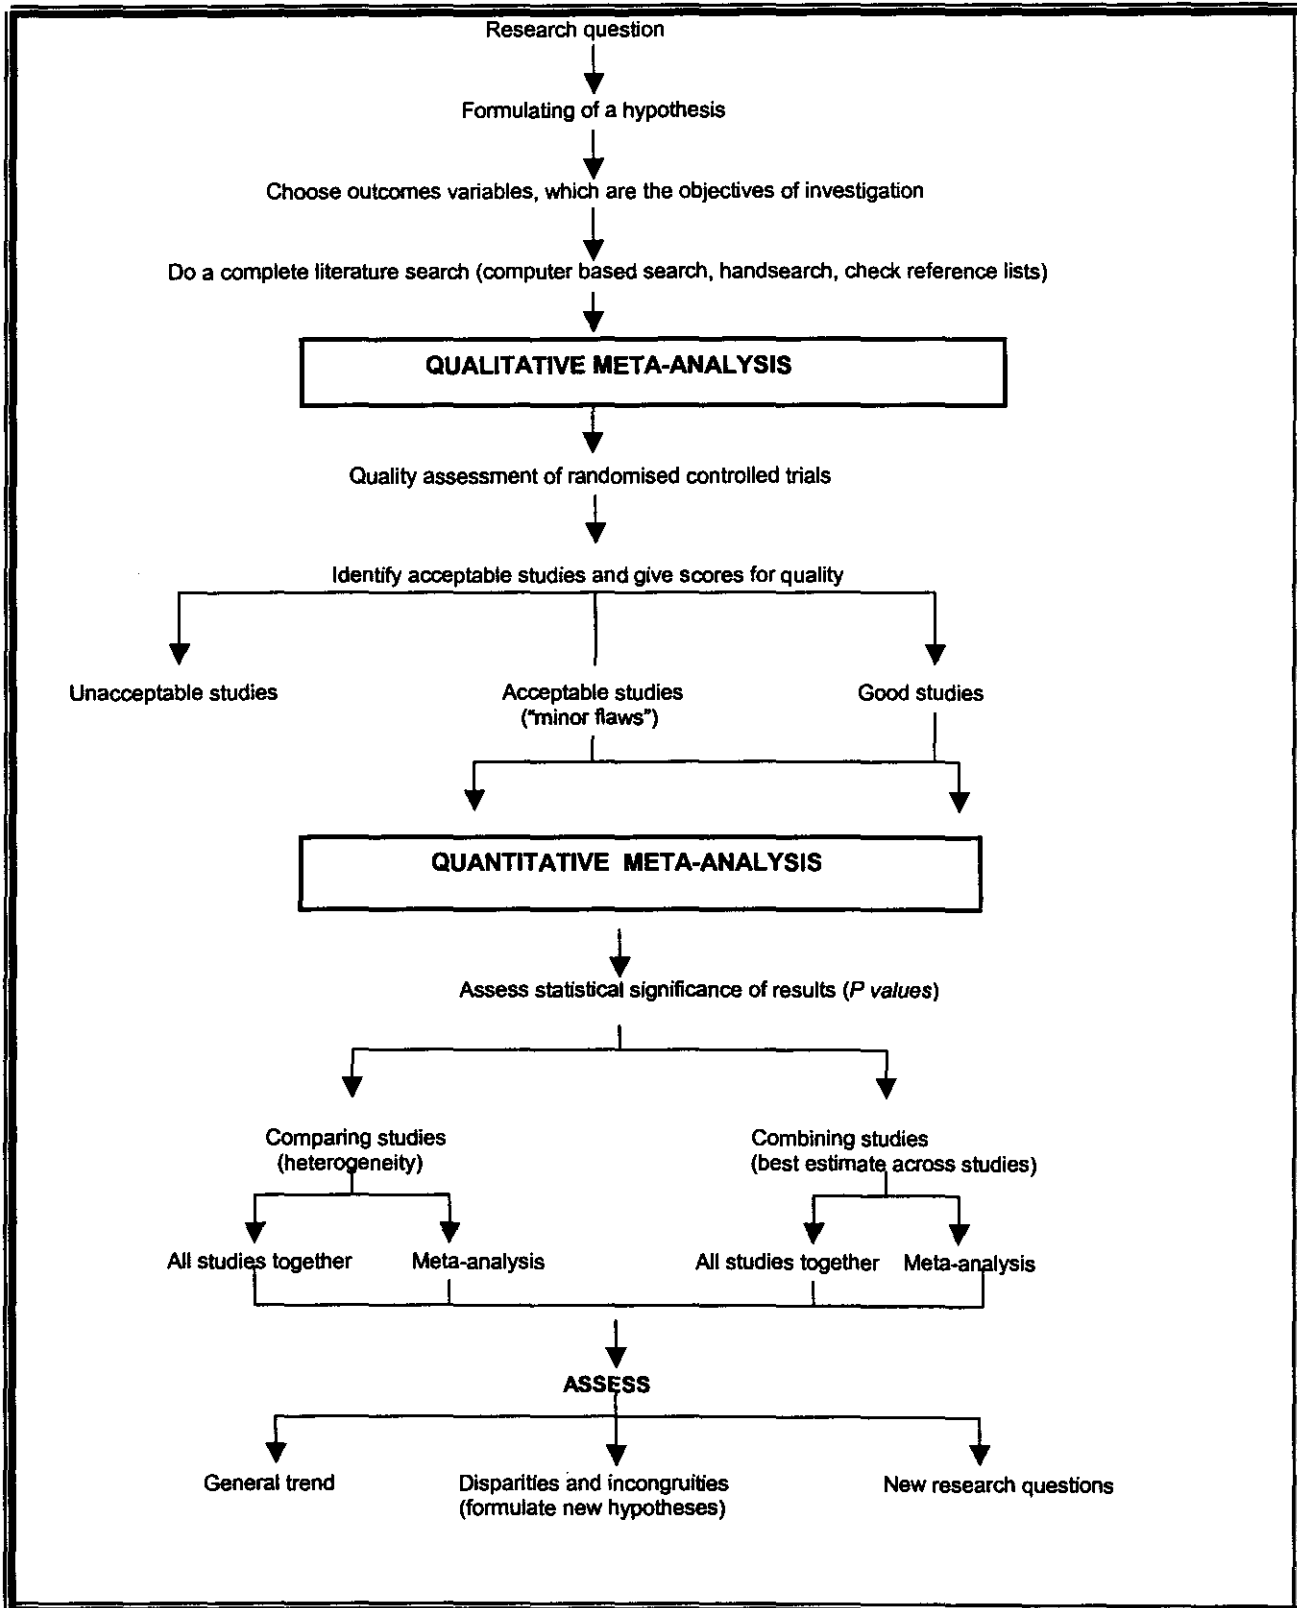 Research question
Formulating of a hypothesis
Choose outcomes variables, which are the objectives of investigation
Do a complete literature search (computer based search, handsearch, check reference lists)
QUALITATIVE META-ANALYSIS
Quality assessment of randomised controlled trials
Identify acceptable studies and give scores for quality
Unacceptable studies
Acceptable studies
("minor flaws")
Good studies
QUANTITATIVE META-ANALYSIS
Assess statistical significance of results (P values)
Comparing studies
(heterogeneity)
Combining studies
(best estimate across studies)
All studies together
Meta-analysis
All studies together
Meta-analysis
ASSESS
General trend
Disparities and incongruities
(formulate new hypotheses)
New research questions